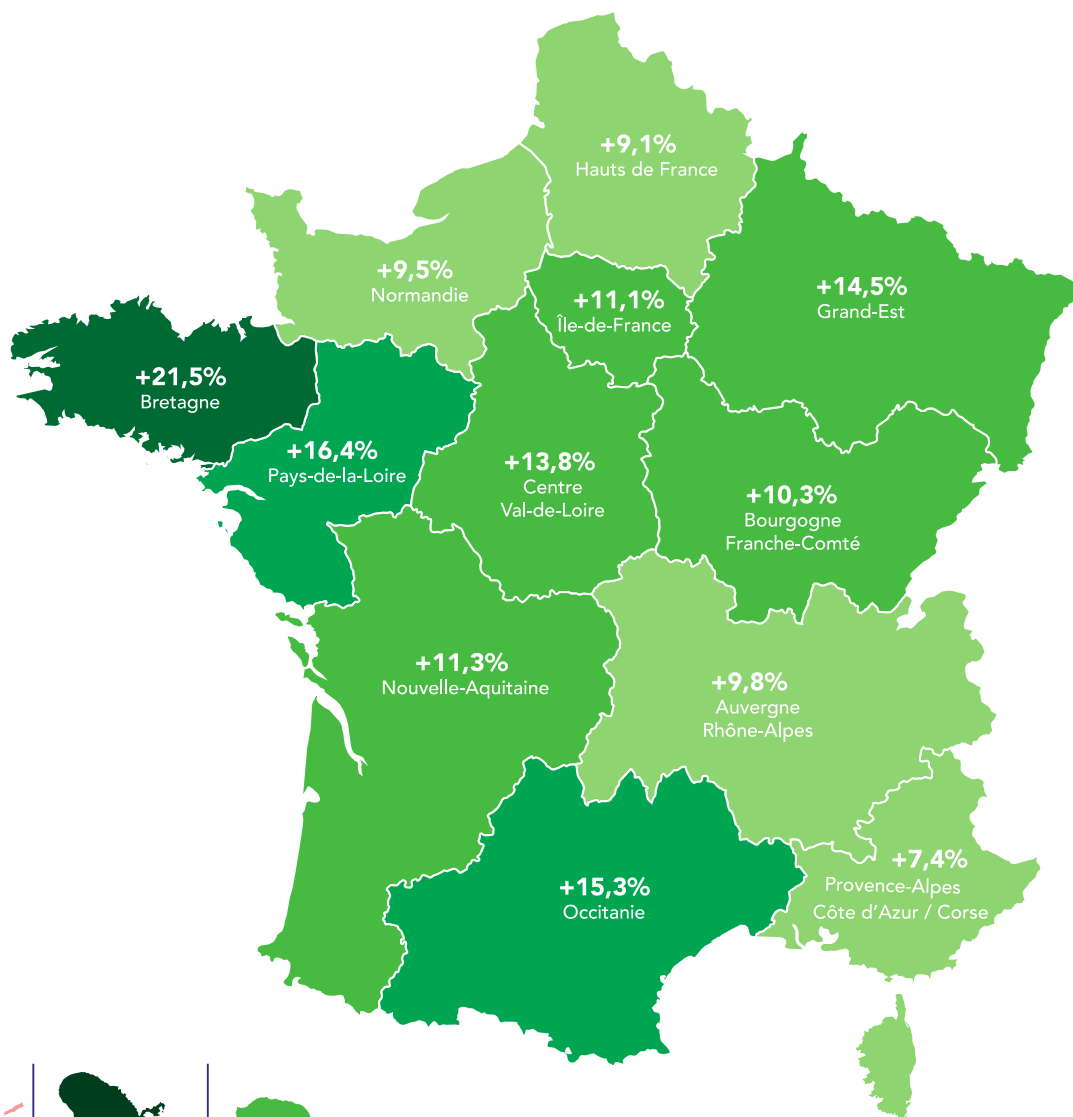 +9,1%
Hauts de France
+9,5%
Normandie
+14,5%
Grand-Est
+11,1%
Île-de-France
+21,5%
Bretagne
+16,4%
Pays-de-la-Loire
+13,8%
Centre
Val-de-Loire
+10,3%
Bourgogne
Franche-Comté
+11,3%
Nouvelle-Aquitaine
+9,8%
Auvergne
Rhône-Alpes
+7,4%
Provence-Alpes
Côte d'Azur / Corse
+15,3%
Occitanie